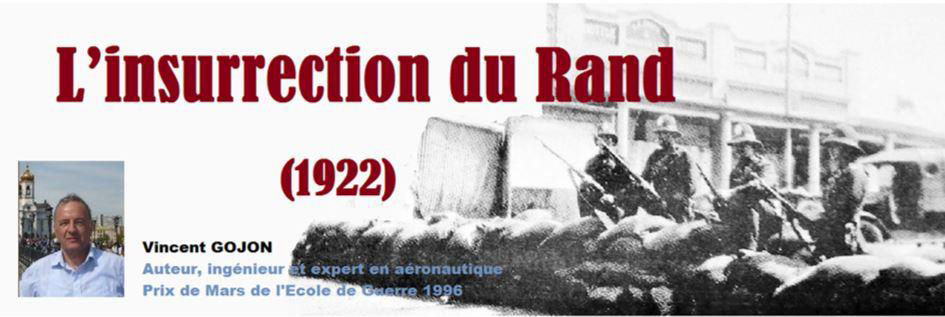 L’insurrection du Rand
(1922)
Vincent GOJON
Auteur, ingénieur et expert en aéronautique
Prix de Mars de l'Ecole de Guerre 1996